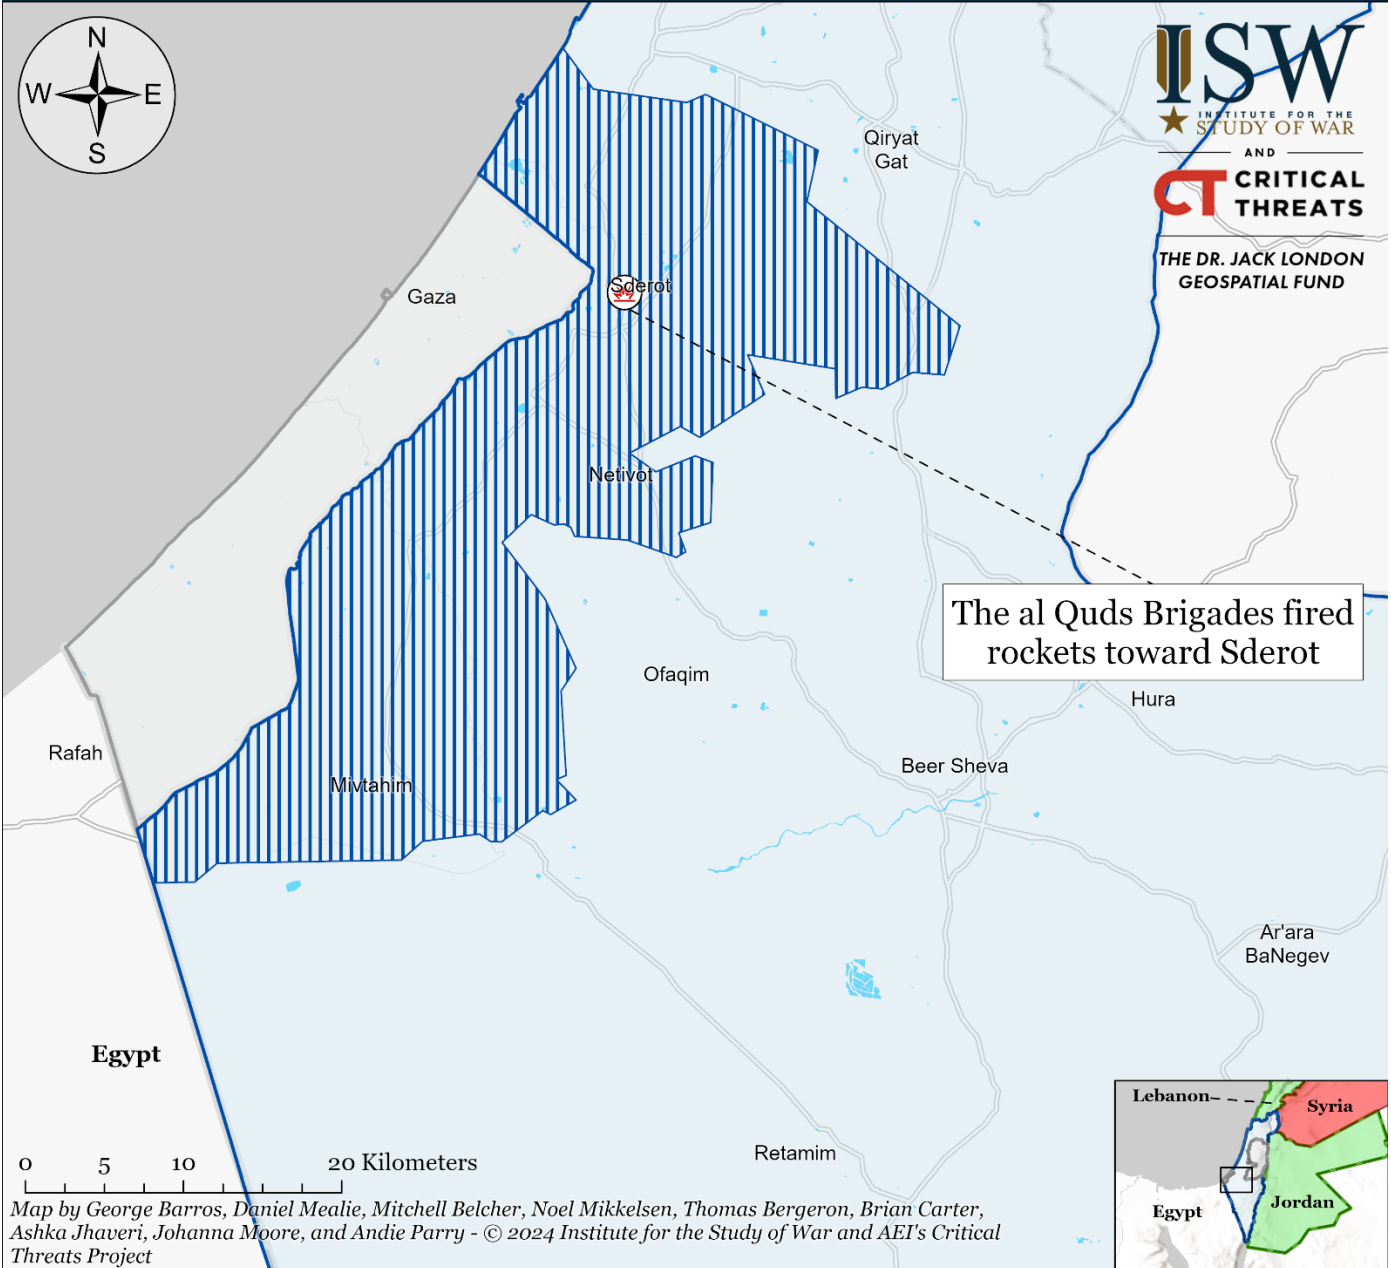 N
W
E
S
ISW
INSTITUTE FOR THE
STUDY OF WAR
AND
CT CRITICAL
THREATS
THE DR. JACK LONDON
GEOSPATIAL FUND
Qiryat
Gat
Sderot
Gaza
Netivot
The al Quds Brigades fired
rockets toward Sderot
Ofaqim
Hura
Rafah
Beer Sheva
Mivtahim
Ar'ara
BaNegev
Egypt
Retamim
Lebanon
Syria
Jordan
Egypt
0 5 10 20 Kilometers
Map by George Barros, Daniel Mealie, Mitchell Belcher, Noel Mikkelsen, Thomas Bergeron, Brian Carter,
Ashka Jhaveri, Johanna Moore, and Andie Parry - © 2024 Institute for the Study of War and AEI's Critical
Threats Project